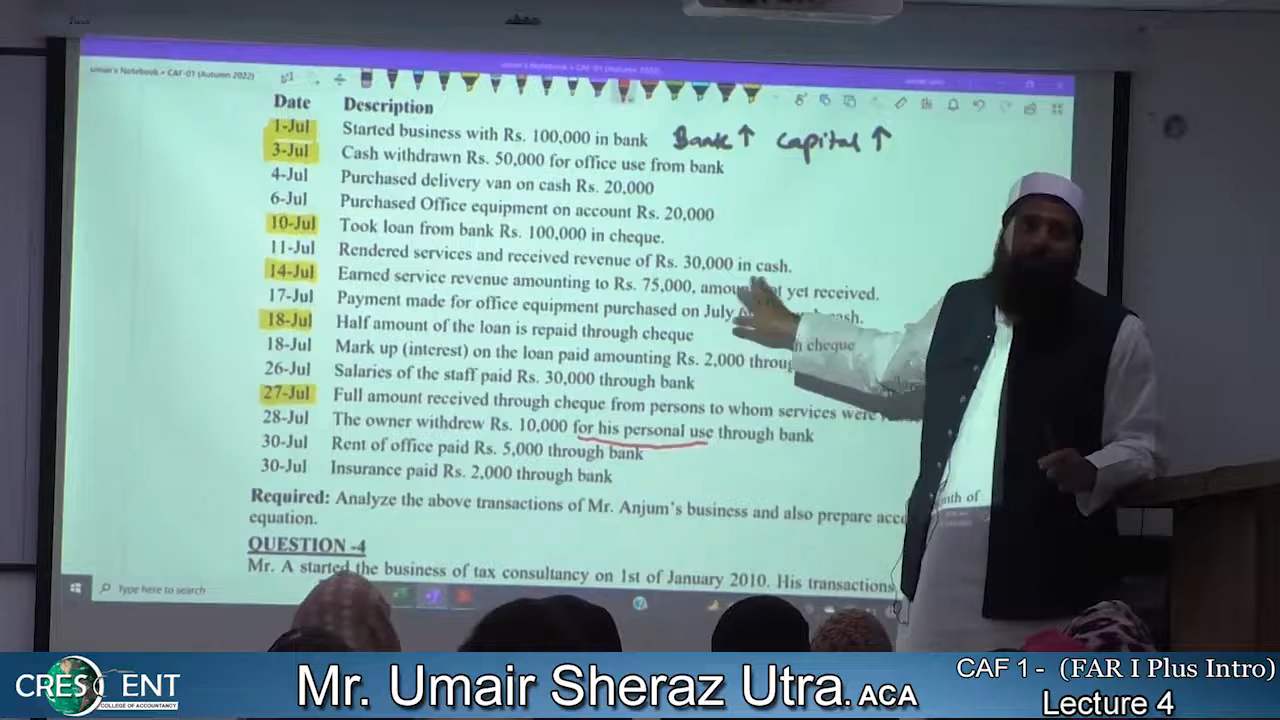 umair's Notebook • CAF-01 (Autumn 2022)
Date Description
1-Jul Started business with Rs. 100,000 in bank Bank ↑ Capital ↑
3-Jul Cash withdrawn Rs. 50,000 for office use from bank
4-Jul Purchased delivery van on cash Rs. 20,000
6-Jul Purchased Office equipment on account Rs. 20,000
10-Jul Took loan from bank Rs. 100,000 in cheque.
11-Jul Rendered services and received revenue of Rs. 30,000 in cash.
14-Jul Earned service revenue amounting to Rs. 75,000, yet received.
17-Jul Payment made for office equipment purchased on July cash.
18-Jul Half amount of the loan is repaid through cheque
18-Jul Mark up (interest) on the loan paid amounting Rs. 2,000 cheque
26-Jul Salaries of the staff paid Rs. 30,000 through bank
27-Jul Full amount received through cheque from persons to whom services were
28-Jul The owner withdrew Rs. 10,000 for his personal use through bank
30-Jul Rent of office paid Rs. 5,000 through bank
30-Jul Insurance paid Rs. 2,000 through bank
Required: Analyze the above transactions of Mr. Anjum's business and also prepare of
equation.
QUESTION -4
Mr. A started the business of tax consultancy on 1st of January 2010. His transactions
Type here to search
CRESCENT
COLLEGE OF ACCOUNTANCY
Mr. Umair Sheraz Utra. ACA
CAF 1 - (FAR I Plus Intro)
Lecture 4